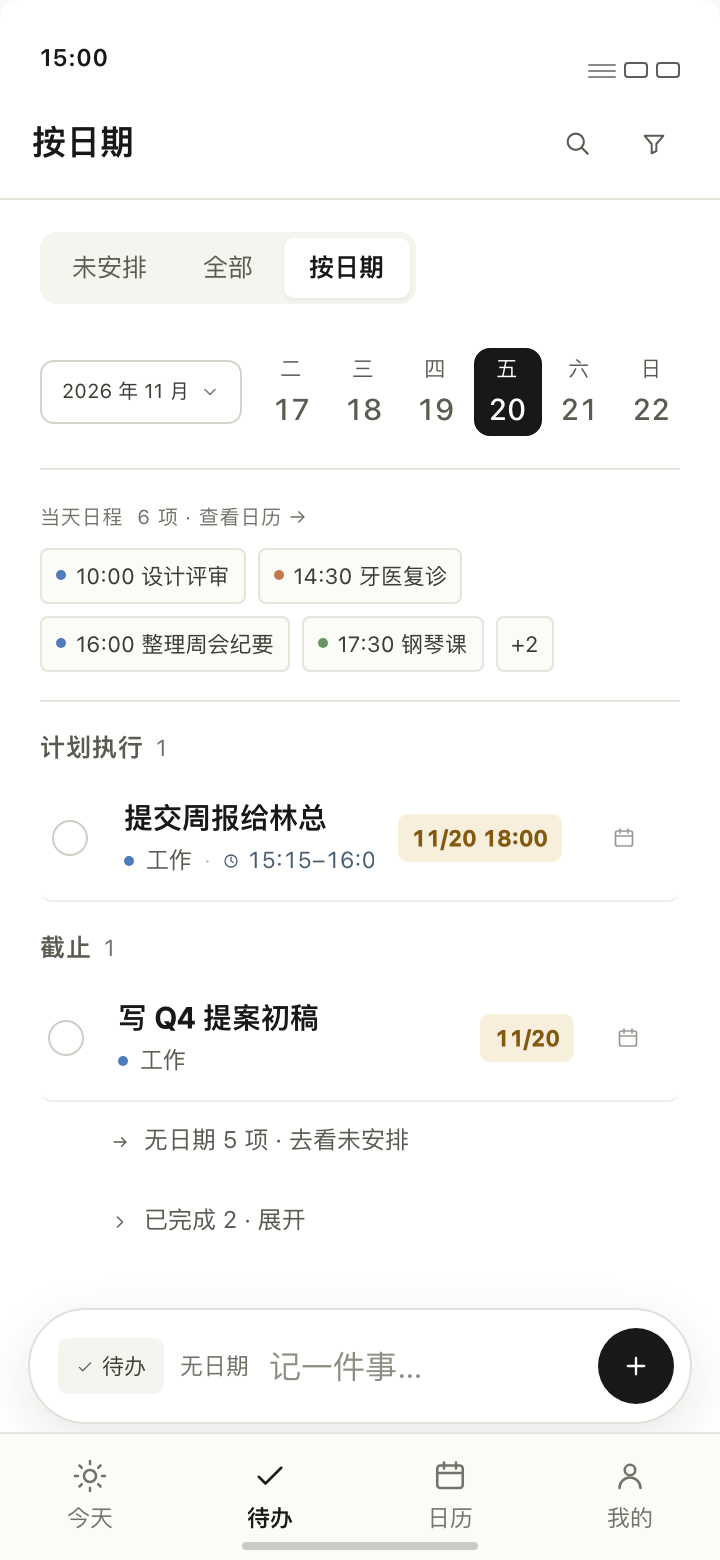 15:00
按日期
未安排 全部 按日期
2026 年 11 月
二 三 四 五 六 日
17 18 19 20 21 22
当天日程 6 项 · 查看日历 →
10:00 设计评审 14:30 牙医复诊
16:00 整理周会纪要 17:30 钢琴课 +2
计划执行 1
提交周报给林总
工作 · 15:15–16:0
11/20 18:00
截止 1
写 Q4 提案初稿
工作
11/20
→ 无日期 5 项 · 去看未安排
› 已完成 2 · 展开
待办 无日期 记一件事...
今天 待办 日历 我的